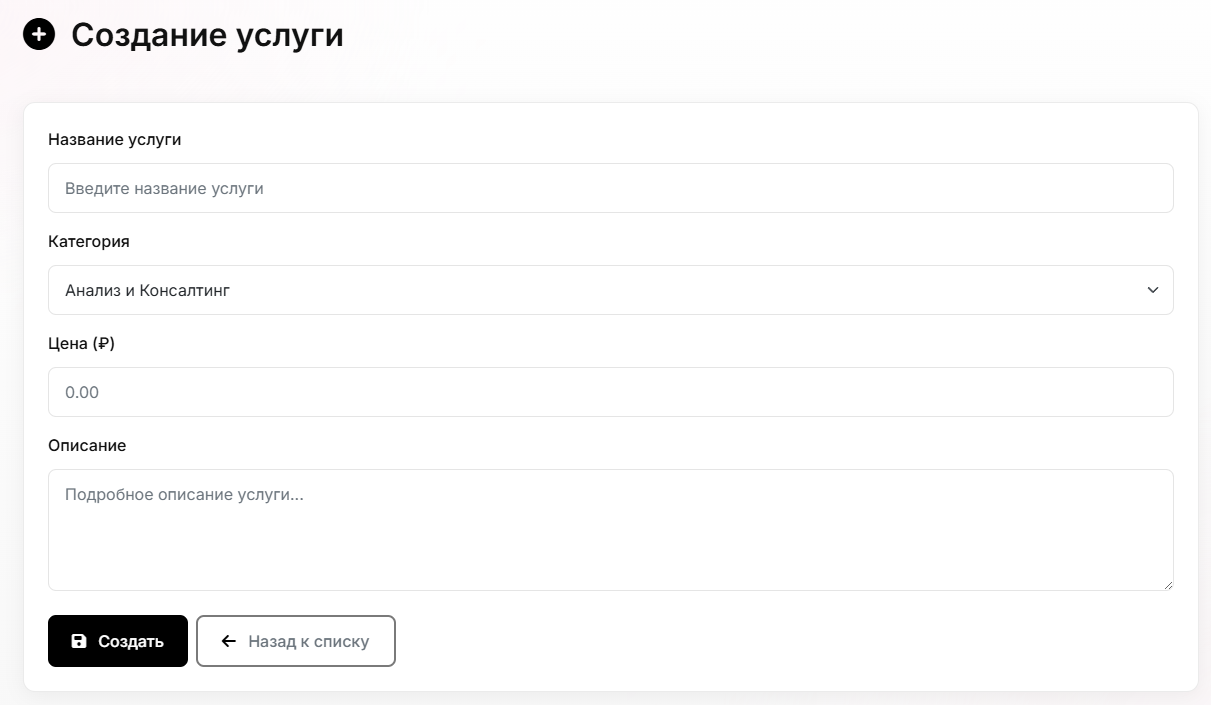 Создание услуги
Название услуги
Введите название услуги
Категория
Анализ и Консалтинг
Цена (₽)
0.00
Описание
Подробное описание услуги...
Создать
Назад к списку